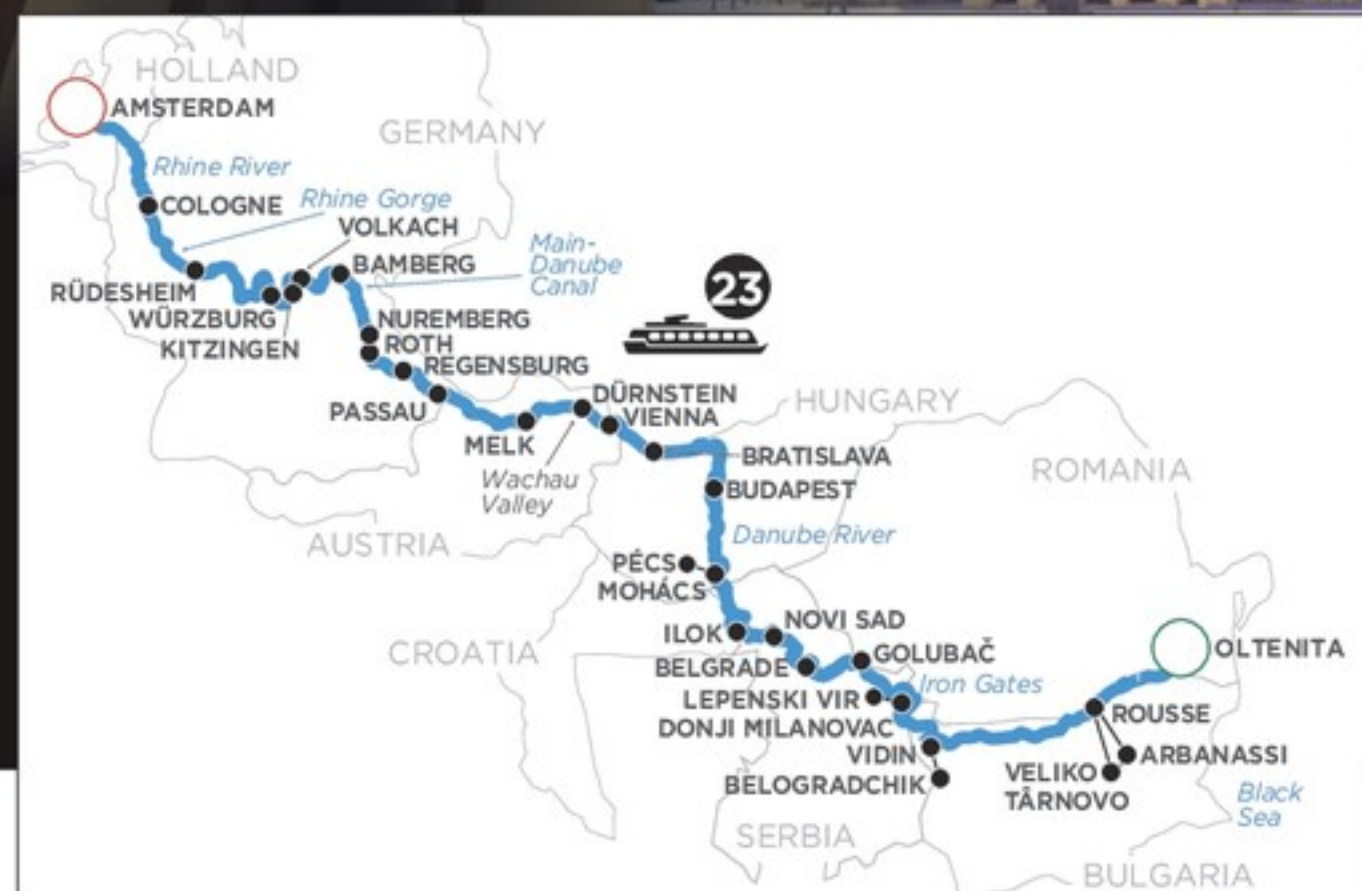 HOLLAND
AMSTERDAM
GERMANY
Rhine River
COLOGNE
Rhine Gorge
VOLKACH
BAMBERG
Main-
Danube
Canal
RÜDESHEIM
WÜRZBURG
KITZINGEN
23
NUREMBERG
ROTH
REGENSBURG
PASSAU
DÜRNSTEIN
VIENNA
HUNGARY
MELK
Wachau
Valley
BRATISLAVA
ROMANIA
BUDAPEST
AUSTRIA
Danube River
PÉCS
MOHÁCS
ILOK
NOVI SAD
CROATIA
BELGRADE
GOLUBAČ
OLTENITA
LEPENSKI VIR
Iron Gates
DONJI MILANOVAC
ROUSSE
VIDIN
ARBANASSI
BELOGRADCHIK
VELIKO
TÂRNOVO
Black
Sea
SERBIA
BULGARIA